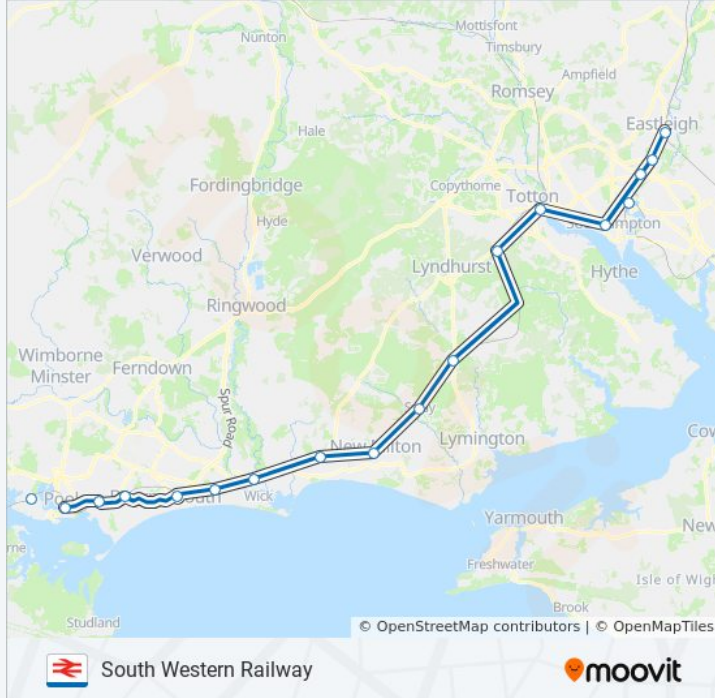 Mottisfont
Nunton
Timsbury
Ampfield
Romsey
Hale
Eastleigh
Fordingbridge
Copythorne
Totton
Hyde
Verwood
Lyndhurst
Hythe
Ringwood
Wimborne
Minster
Ferndown
Spur Road
Lymington
Wick
Yarmouth
Freshwater
Isle of Wig
Brook
Studland
© OpenStreetMap contributors | © OpenMapTiles
South Western Railway
moovit